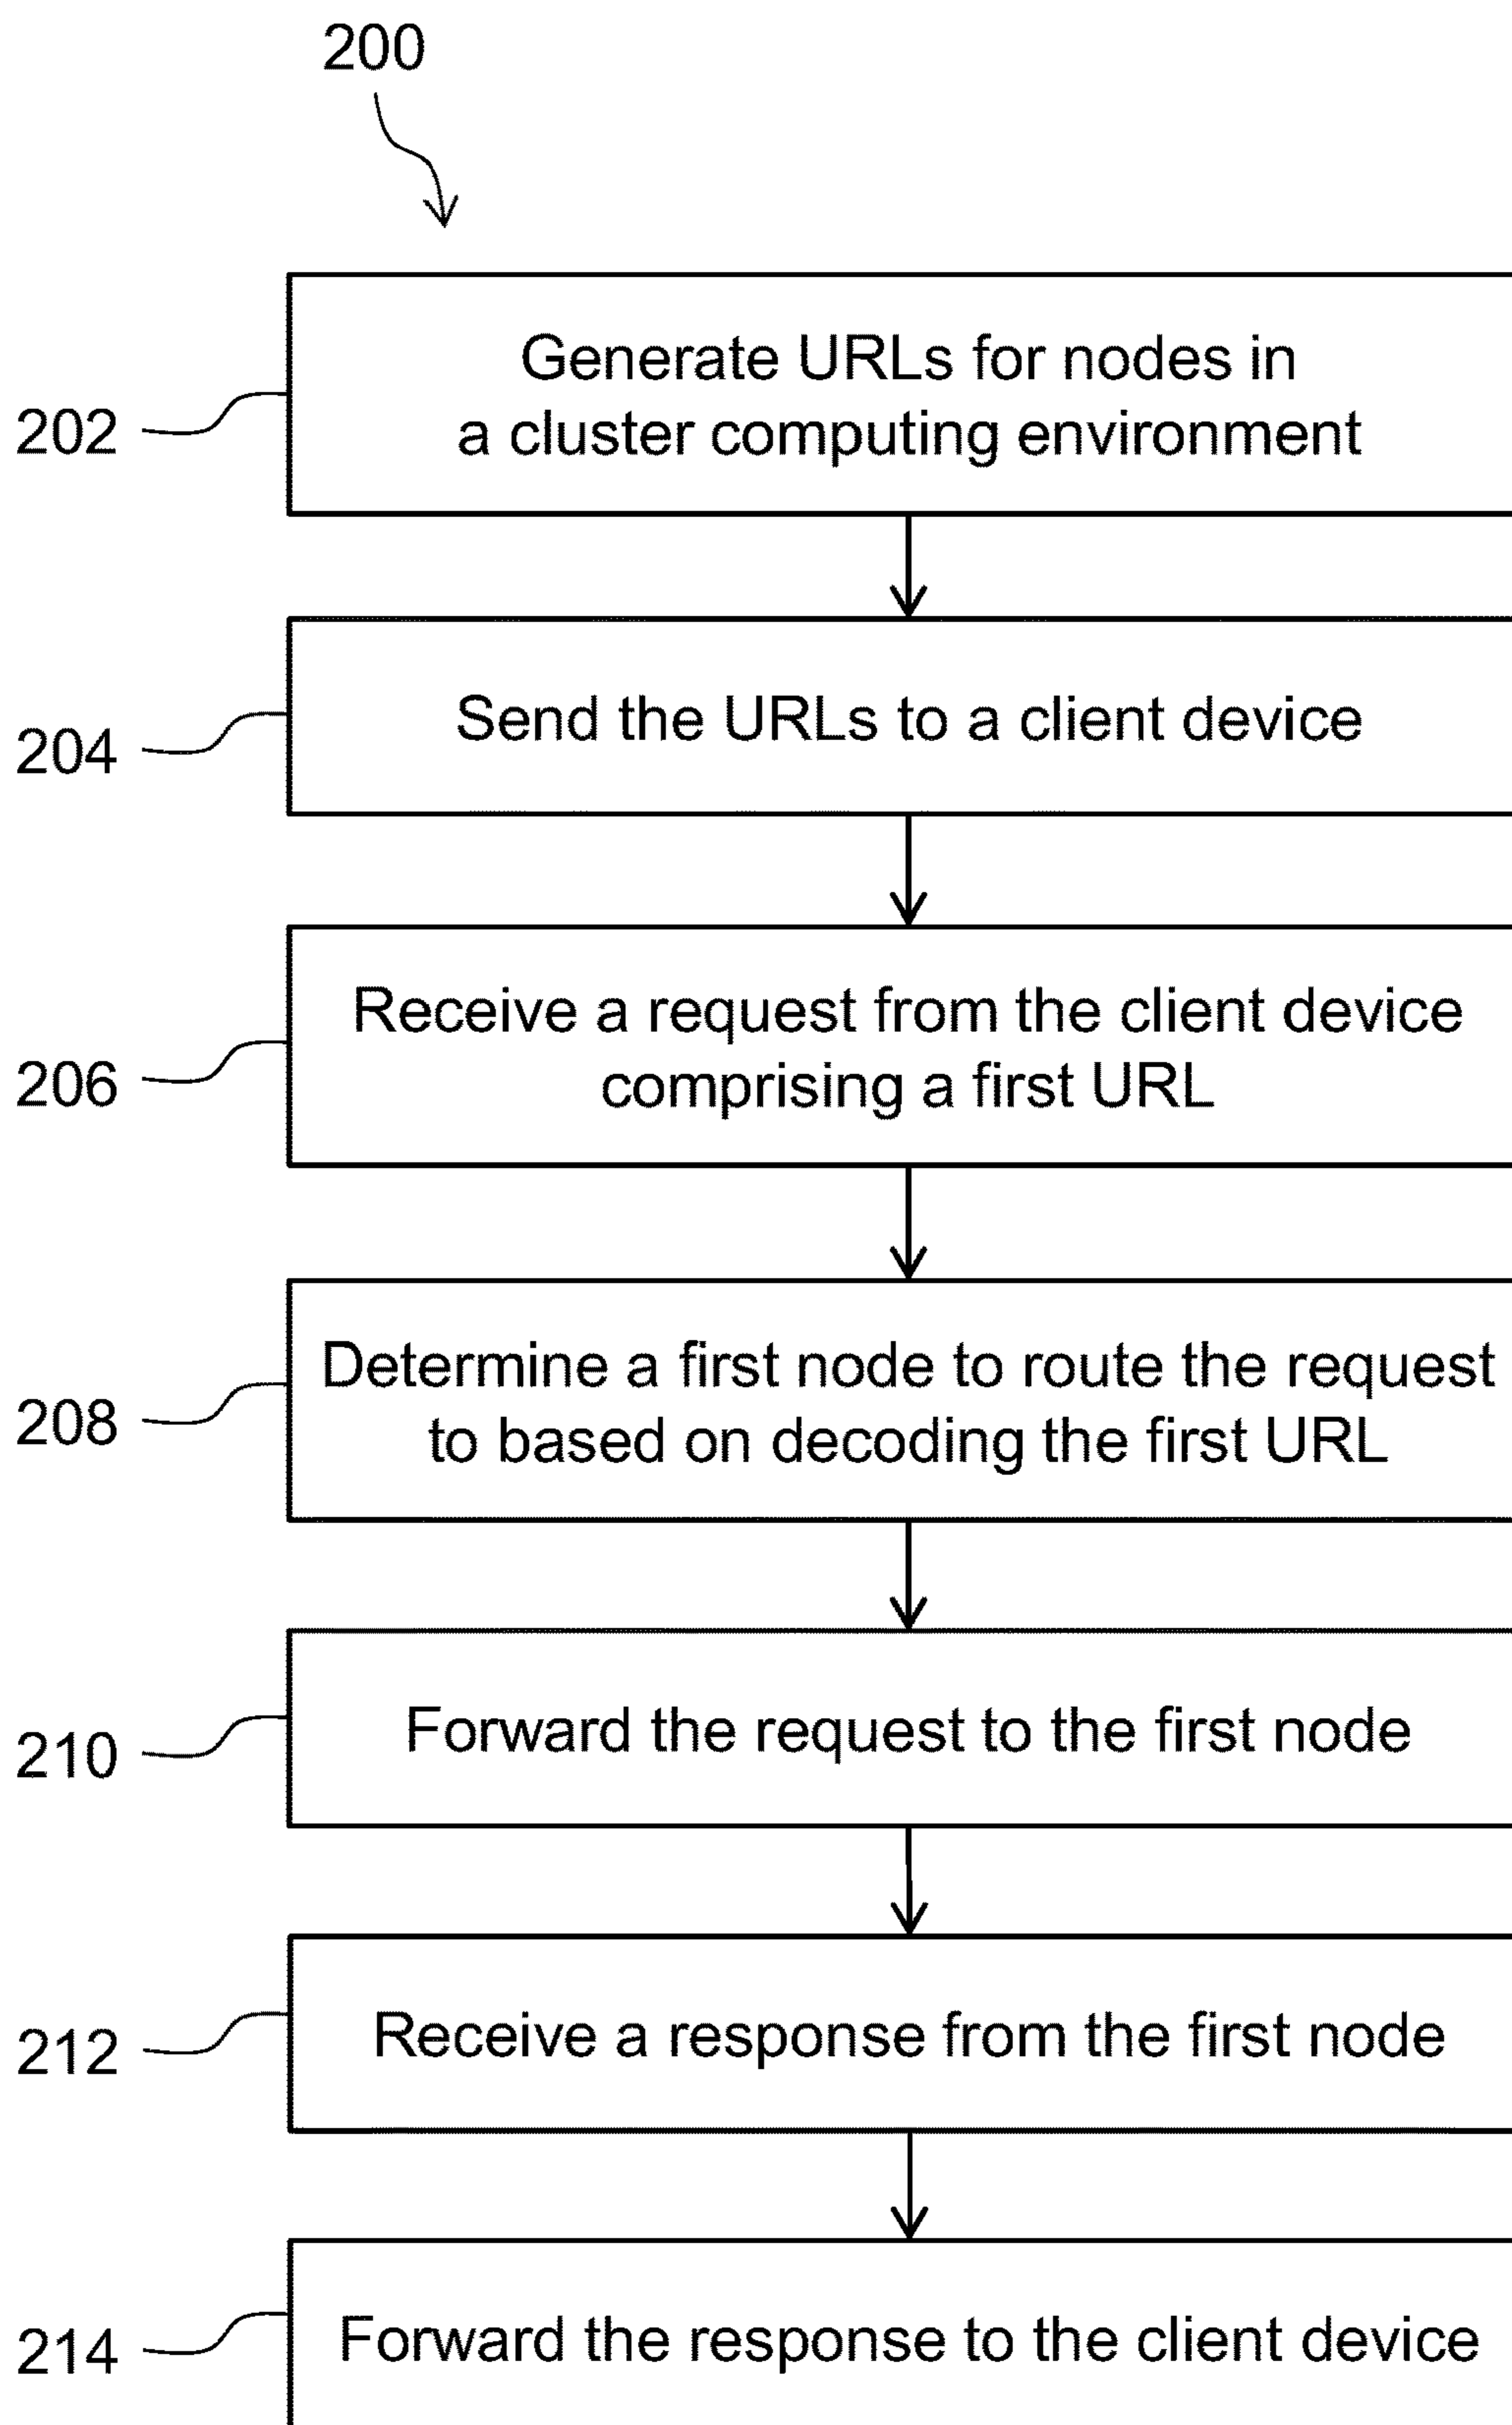 200
202
Generate URLs for nodes in
a cluster computing environment
204
Send the URLs to a client device
206
Receive a request from the client device
comprising a first URL
208
Determine a first node to route the request
to based on decoding the first URL
210
Forward the request to the first node
212
Receive a response from the first node
214
Forward the response to the client device